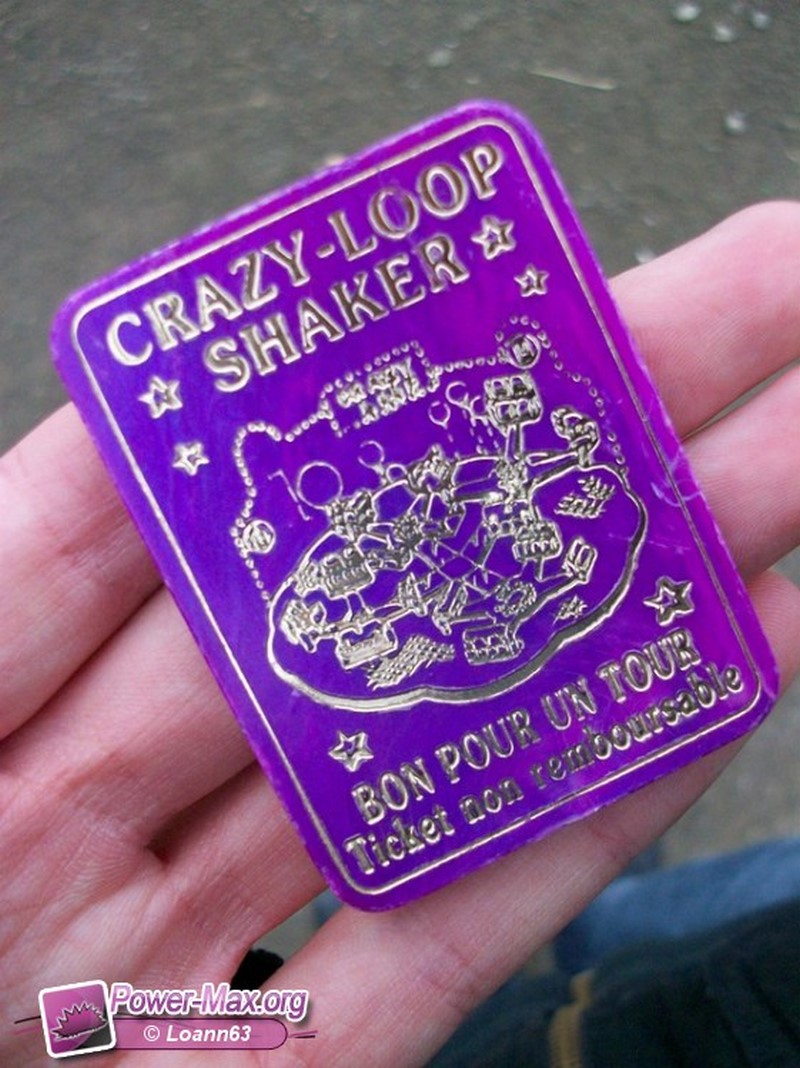 CRAZY-LOOP
SHAKER
BON POUR UN TOUR
Ticket non remboursable
Power-Max.org
© Loann63